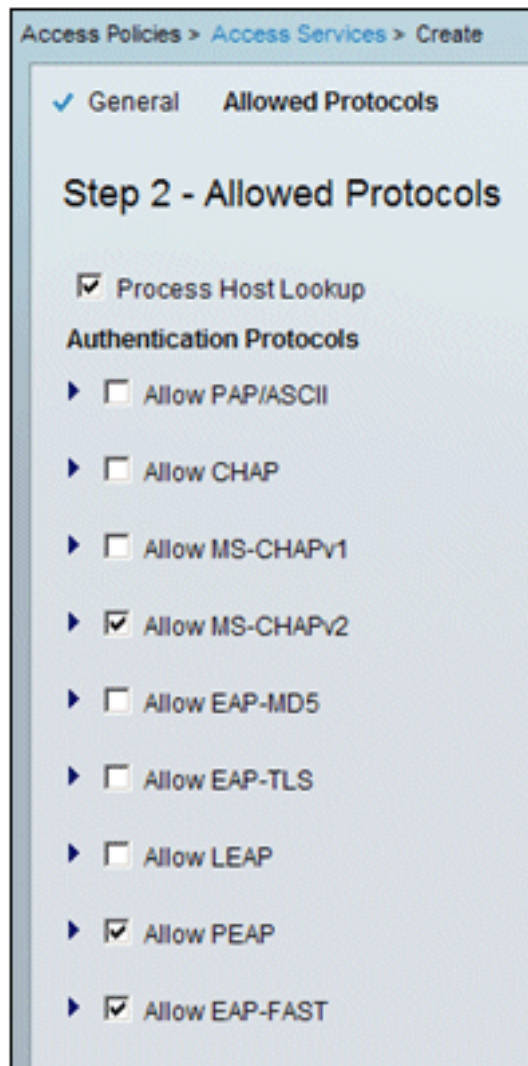 Access Policies > Access Services > Create
General Allowed Protocols
Step 2 - Allowed Protocols
Process Host Lookup
Authentication Protocols
Allow PAP/ASCII
Allow CHAP
Allow MS-CHAPv1
Allow MS-CHAPv2
Allow EAP-MD5
Allow EAP-TLS
Allow LEAP
Allow PEAP
Allow EAP-FAST